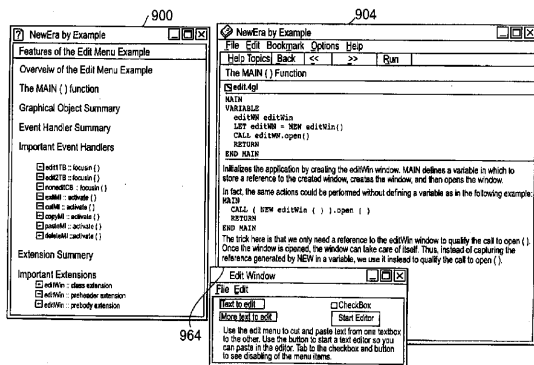 900
? NewEra by Example
Features of the Edit Menu Example
Overveiw of the Edit Menu Example
The MAIN ( ) function
Graphical Object Summary
Event Handler Summary
Important Event Handlers
edit1TB :: focusin ( )
edit2TB :: focusin ( )
noneditCB :: focusin ( )
exitMI :: activate ( )
cutMI :: activate ( )
copyMI :: activate ( )
pasteMI :: activate ( )
deleteMI :: activate ( )
Extension Summary
Important Extensions
editWin :: class extension
editWin :: preheader extension
editWin :: prebody extension
904
NewEra by Example
File Edit Bookmark Options Help
Help Topics Back << >> Run
The MAIN ( ) Function
edit.4gl
MAIN
VARIABLE
editWN editWin
LET editWN = NEW editWin()
CALL editWN.open()
RETURN
END MAIN
Initializes the application by creating the editWin window. MAIN defines a variable in which to
store a reference to the created window, creates the window, and then opens the window.
In fact, the same actions could be performed without defining a variable as in the following example:
MAIN
CALL ( NEW editWin ( ) ).open ( )
RETURN
END MAIN
The trick here is that we only need a reference to the editWin window to qualify the call to open ( ).
Once the window is opened, the window can take care of itself. Thus, instead of capturing the
reference generated by NEW in a variable, we use it instead to qualify the call to open ( ).
964
Edit Window
File Edit
Text to edit CheckBox
More text to edit Start Editor
Use the edit menu to cut and paste text from one textbox
to the other. Use the button to start a text editor so you
can paste in the editor. Tab to the checkbox and button
to see disabling of the menu items.